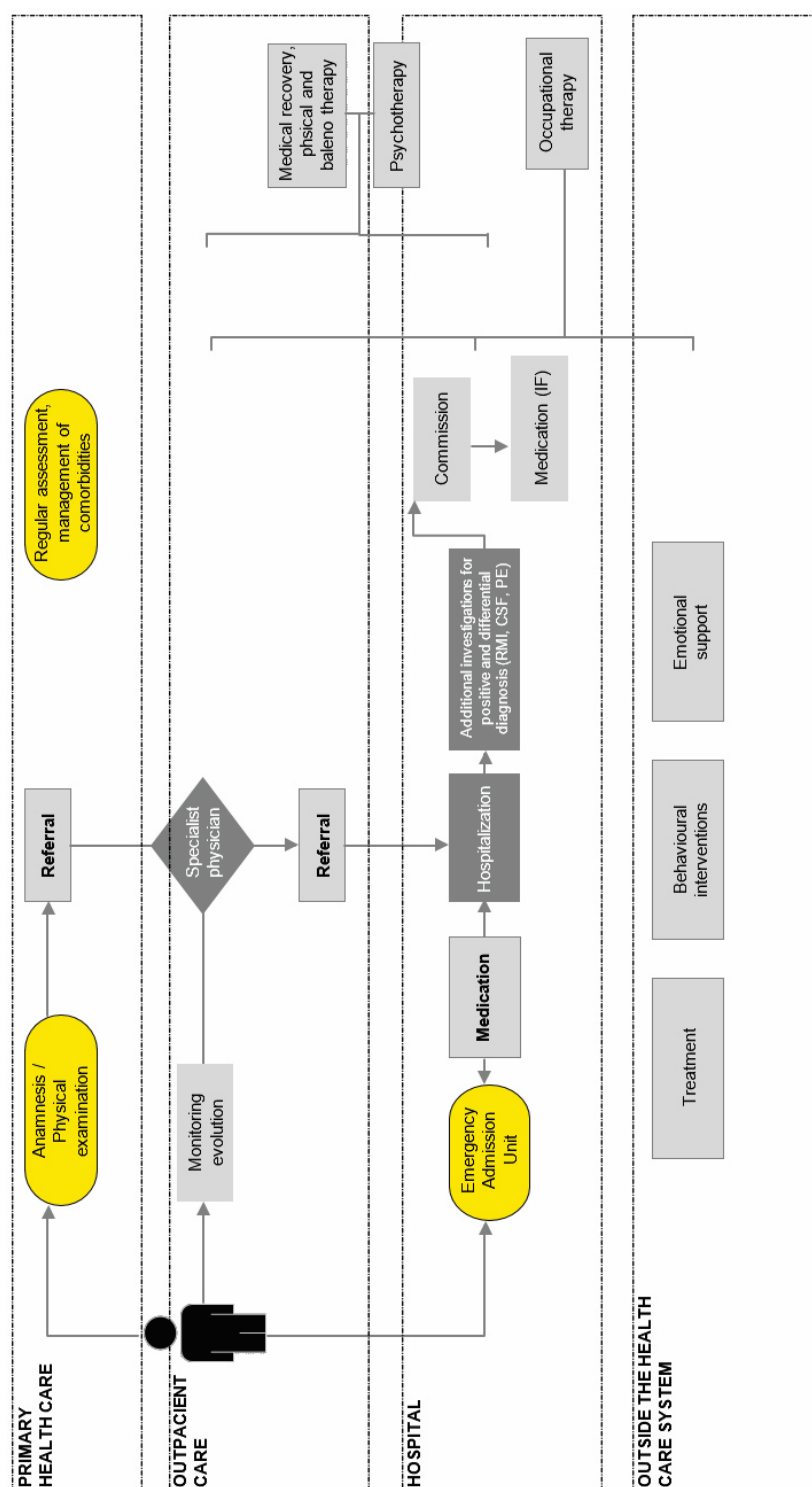 PRIMARY
HEALTH CARE
Anamnesis /
Physical
examination
Referral
Regular assessment,
management of
comorbidities
OUTPACIENT
CARE
Monitoring
evolution
Specialist
physician
Referral
Medical recovery,
phsical and
baleno therapy
Psychotherapy
HOSPITAL
Emergency
Admission
Unit
Medication
Hospitalization
Additional investigations for
positive and differential
diagnosis (RMI, CSF, PE)
Commission
Medication (IF)
Occupational
therapy
OUTSIDE THE HEALTH
CARE SYSTEM
Treatment
Behavioural
interventions
Emotional
support